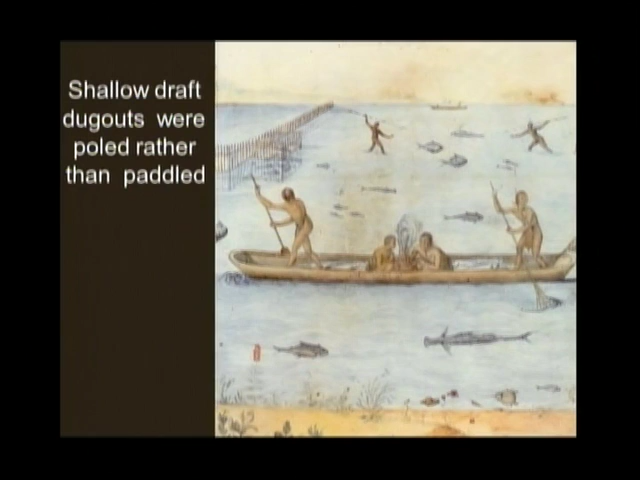 Shallow draft
dugouts were
poled rather
than paddled